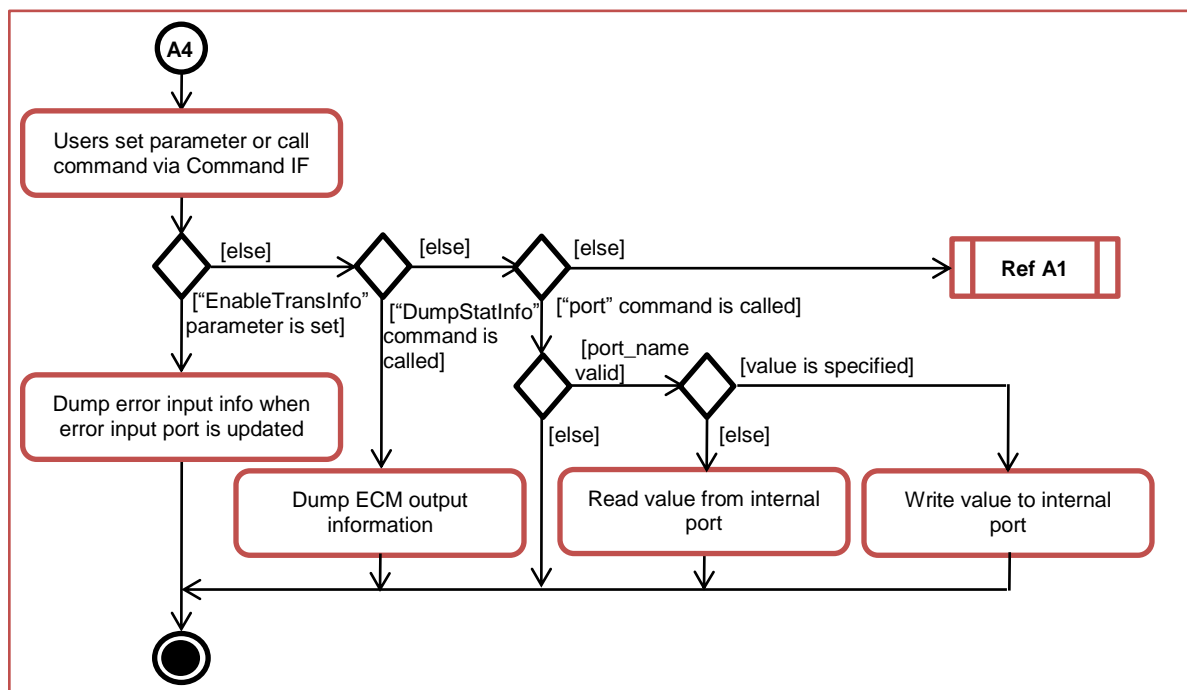 A4
Users set parameter or call
command via Command IF
[else]
[else]
[else]
Ref A1
[“EnableTransInfo”
parameter is set]
[“DumpStatInfo”
command is
called]
[“port” command is called]
[port_name
valid]
[value is specified]
Dump error input info when
error input port is updated
[else]
[else]
Dump ECM output
information
Read value from internal
port
Write value to internal
port